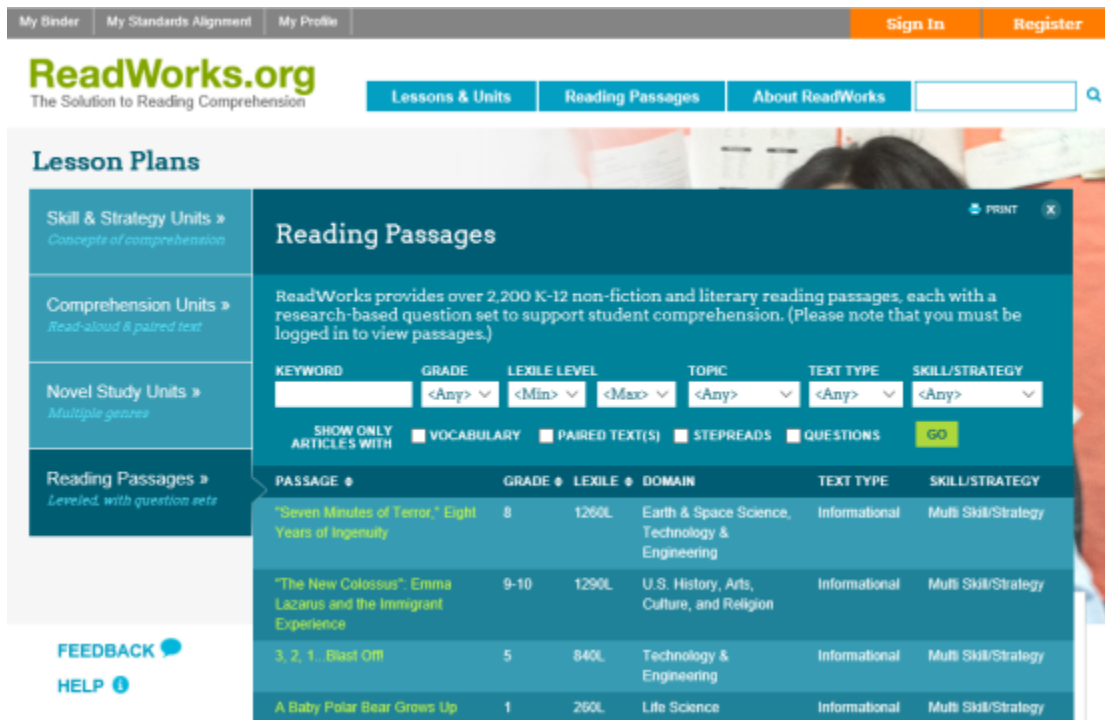 My Binder My Standards Alignment My Profile Sign In Register
ReadWorks.org
The Solution to Reading Comprehension
Lessons & Units Reading Passages About ReadWorks
Lesson Plans
Skill & Strategy Units »
Concepts of comprehension
Comprehension Units »
Read-aloud & paired text
Novel Study Units »
Multiple genres
Reading Passages »
Leveled, with question sets
PRINT X
Reading Passages
ReadWorks provides over 2,200 K-12 non-fiction and literary reading passages, each with a
research-based question set to support student comprehension. (Please note that you must be
logged in to view passages.)
KEYWORD GRADE LEXILE LEVEL TOPIC TEXT TYPE SKILL/STRATEGY
<Any> <Min> <Max> <Any> <Any> <Any>
SHOW ONLY
ARTICLES WITH VOCABULARY PAIRED TEXT(S) STEPREADS QUESTIONS GO
PASSAGE GRADE LEXILE DOMAIN TEXT TYPE SKILL/STRATEGY
"Seven Minutes of Terror," Eight 8 1260L Earth & Space Science, Informational Multi Skill/Strategy
Years of Ingenuity Technology &
Engineering
"The New Colossus": Emma 9-10 1290L U.S. History, Arts, Informational Multi Skill/Strategy
Lazarus and the Immigrant Culture, and Religion
Experience
3, 2, 1...Blast Off! 5 840L Technology & Informational Multi Skill/Strategy
Engineering
A Baby Polar Bear Grows Up 1 260L Life Science Informational Multi Skill/Strategy
FEEDBACK
HELP